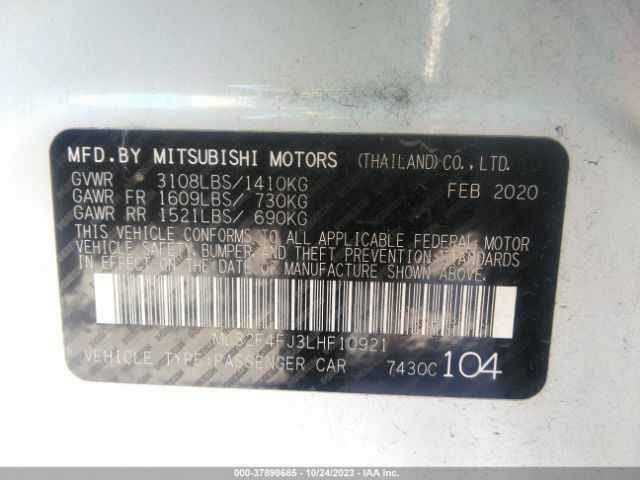 MFD.BY MITSUBISHI MOTORS (THAILAND) CO., LTD.
GVWR 3108LBS/1410KG FEB 2020
GAWR FR 1609LBS/ 730KG
GAWR RR 1521LBS/ 690KG
THIS VEHICLE CONFORMS TO ALL APPLICABLE FEDERAL MOTOR
VEHICLE SAFETY, BUMPER, AND THEFT PREVENTION STANDARDS
IN EFFECT ON THE DATE OF MANUFACTURE SHOWN ABOVE.
ML32F4FJ3LHF10921
VEHICLE TYPE:PASSENGER CAR 7430C 104
000-37898685 - 10/24/2023 - IAA Inc.